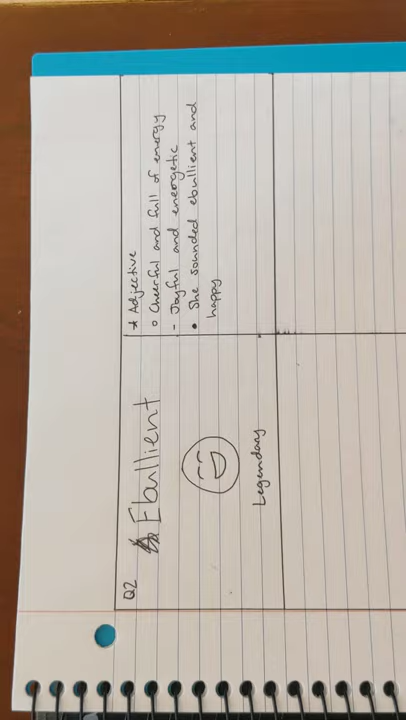 Q2
Ebullient
Legendary
* Adjective
o Cheerful and full of energy
- Joyful and energetic
• She sounded ebullient and
happy